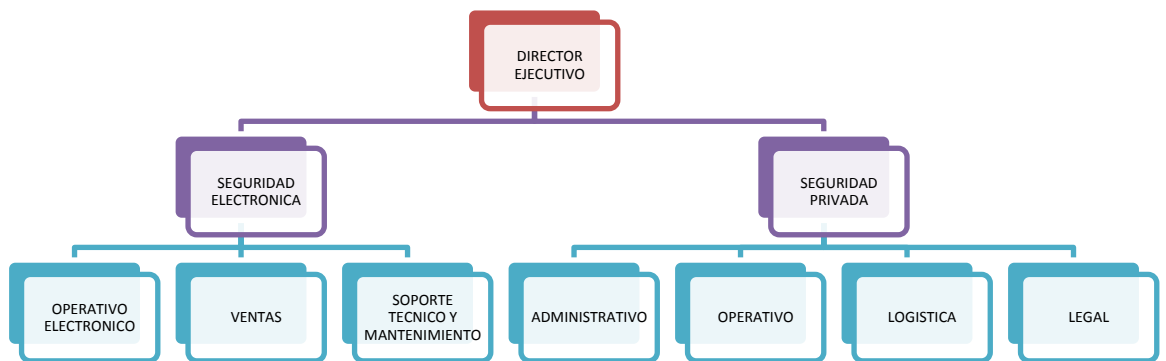 DIRECTOR
EJECUTIVO
SEGURIDAD
ELECTRONICA
SEGURIDAD
PRIVADA
OPERATIVO
ELECTRONICO
VENTAS
SOPORTE
TECNICO Y
MANTENIMIENTO
ADMINISTRATIVO
OPERATIVO
LOGISTICA
LEGAL